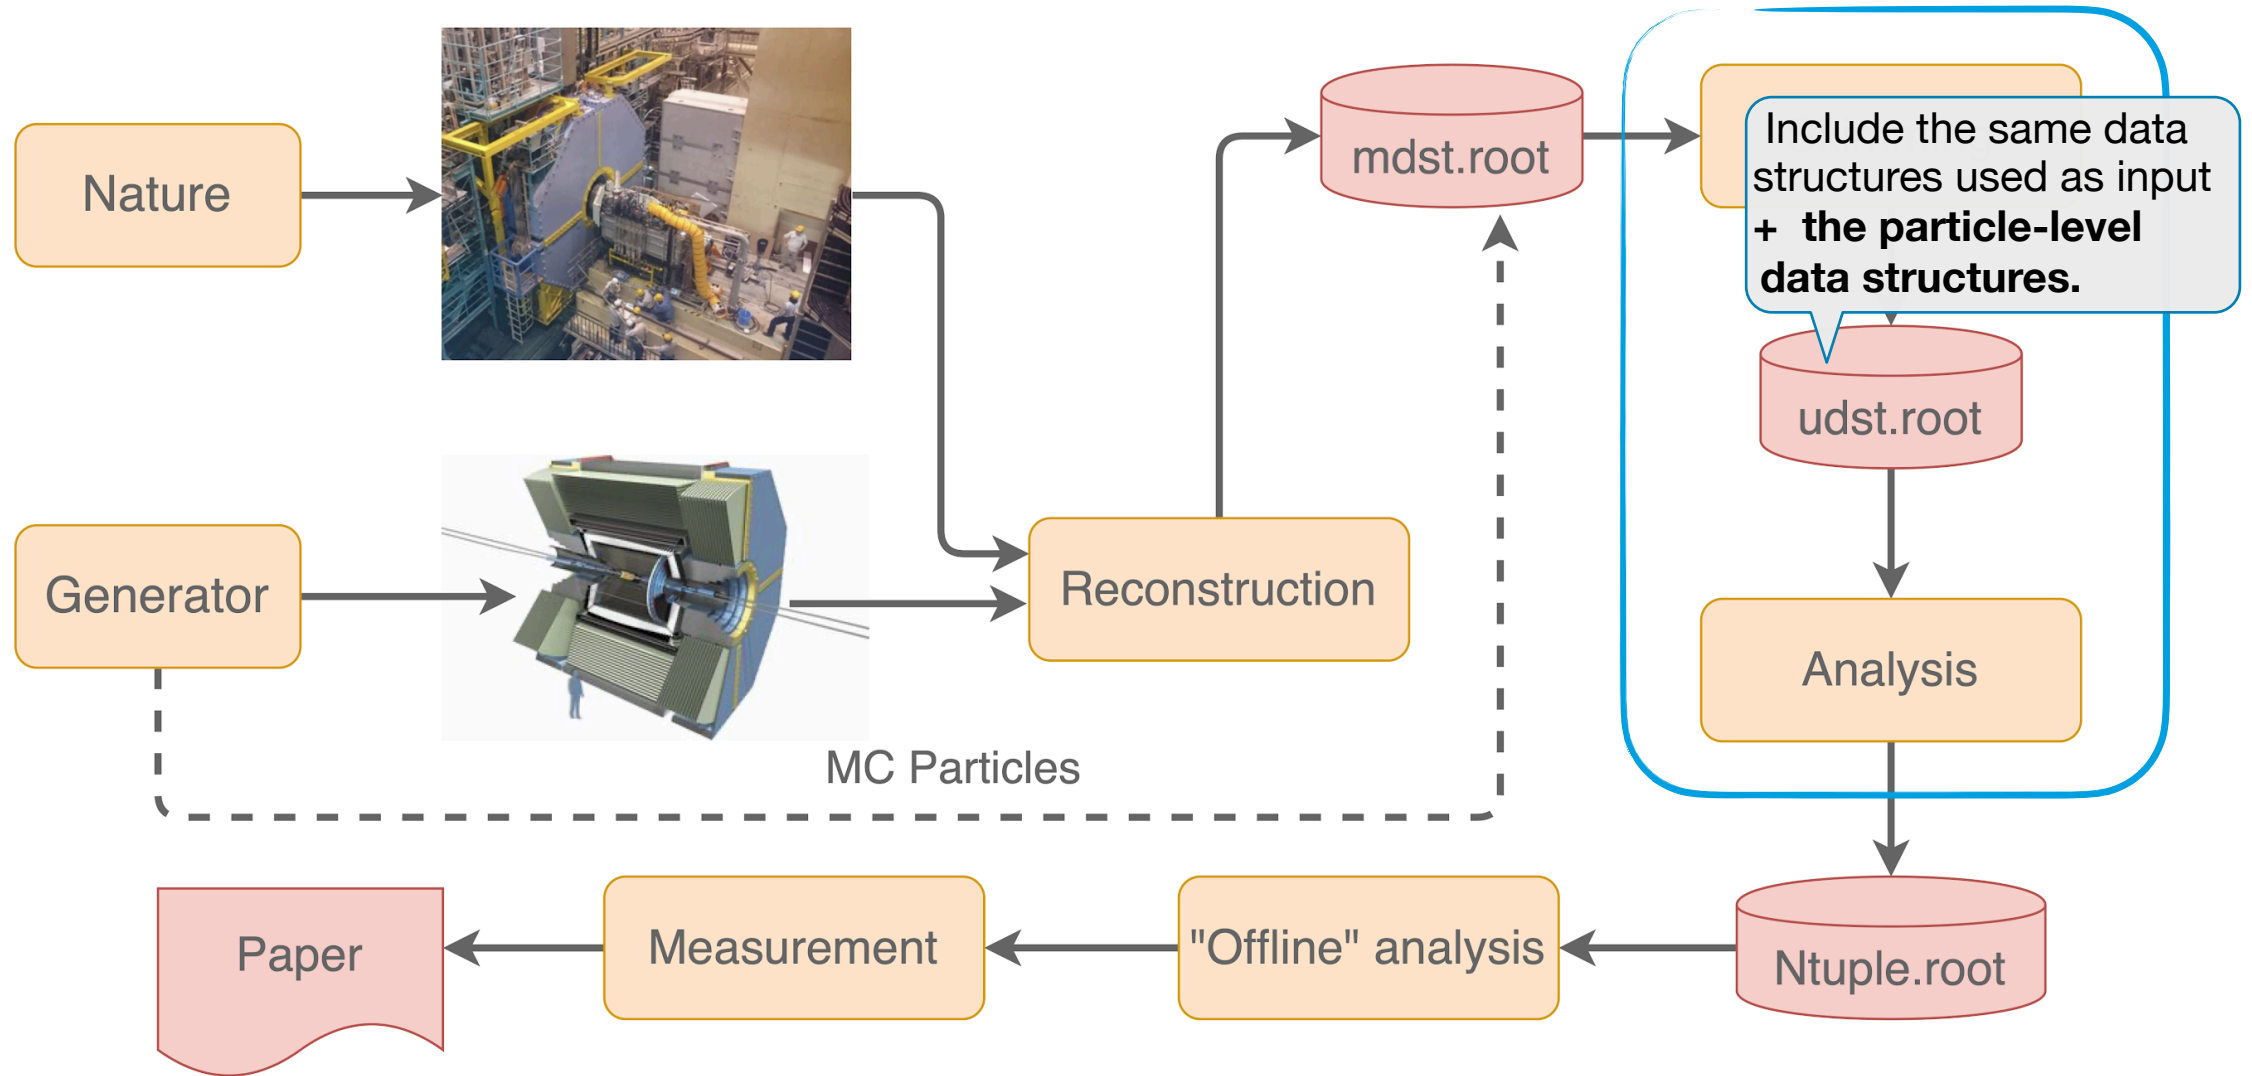 Nature
mdst.root
Include the same data
structures used as input
+ the particle-level
data structures.
udst.root
Generator
Reconstruction
Analysis
MC Particles
Paper
Measurement
"Offline" analysis
Ntuple.root